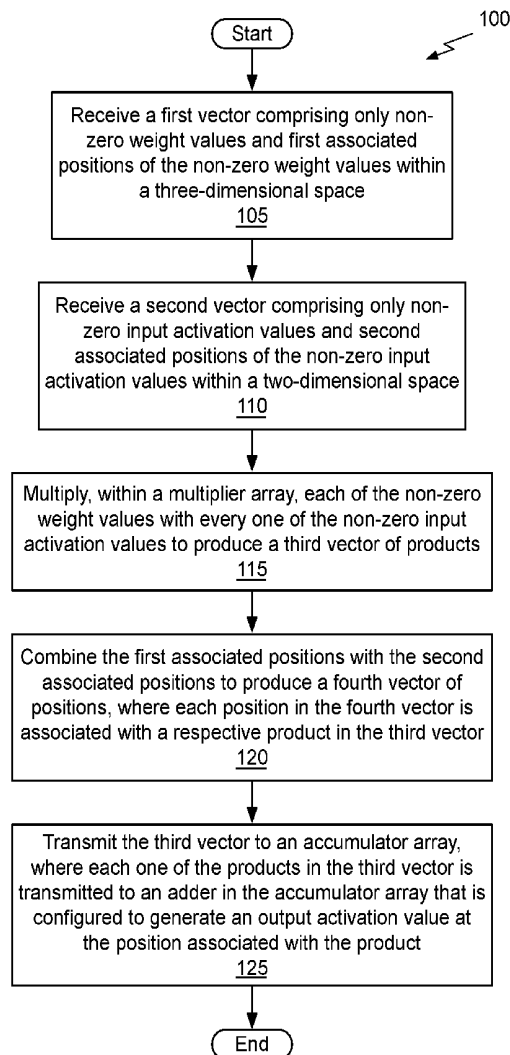 100
Start
Receive a first vector comprising only non-
zero weight values and first associated
positions of the non-zero weight values within
a three-dimensional space
105
Receive a second vector comprising only non-
zero input activation values and second
associated positions of the non-zero input
activation values within a two-dimensional space
110
Multiply, within a multiplier array, each of the non-zero
weight values with every one of the non-zero input
activation values to produce a third vector of products
115
Combine the first associated positions with the second
associated positions to produce a fourth vector of
positions, where each position in the fourth vector is
associated with a respective product in the third vector
120
Transmit the third vector to an accumulator array,
where each one of the products in the third vector is
transmitted to an adder in the accumulator array that is
configured to generate an output activation value at
the position associated with the product
125
End